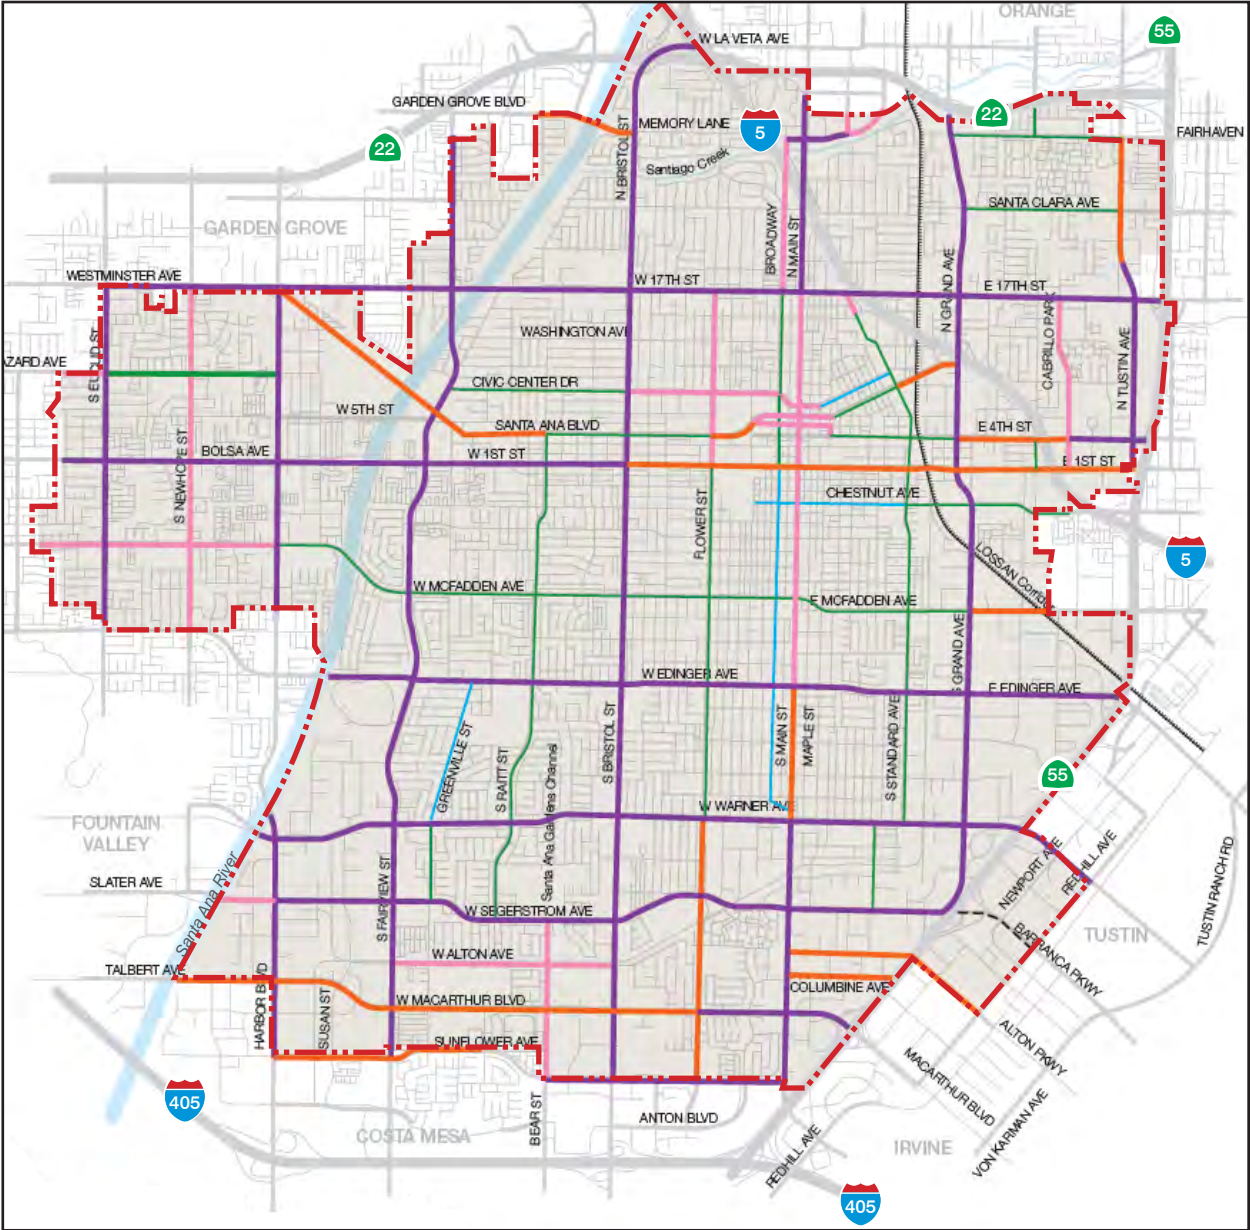 ORANGE
55
W LA VETA AVE
GARDEN GROVE BLVD
MEMORY LANE
5
22
FAIRHAVEN
22
Santiago Creek
N BRISTOL ST
SANTA CLARA AVE
GARDEN GROVE
BROADWAY
N MAIN ST
N GRAND AVE
WESTMINSTER AVE
W 17TH ST
E 17TH ST
CABRILLO PARK
N TUSTIN AVE
S EUCLID ST
WASHINGTON AVE
AZARD AVE
CIVIC CENTER DR
W 5TH ST
SANTA ANA BLVD
E 4TH ST
S NEWHOPE ST
BOLSA AVE
W 1ST ST
E 1ST ST
CHESTNUT AVE
FLOWER ST
5
LOSSAN Corridor
W MCFADDEN AVE
E MCFADDEN AVE
S GRAND AVE
W EDINGER AVE
E EDINGER AVE
GREENVILLE ST
S RAITT ST
Santa Ana Gardens Channel
S BRISTOL ST
S MAIN ST
MAPLE ST
S STANDARD AVE
55
W WARNER AVE
FOUNTAIN
VALLEY
SLATER AVE
Santa Ana River
S FAIRVIEW ST
W SEGERSTROM AVE
NEWPORT AVE
REDHILL AVE
TUSTIN RANCH RD
TUSTIN
BARRANCA PKWY
W ALTON AVE
TALBERT AVE
HARBOR BLVD
SUSAN ST
W MACARTHUR BLVD
COLUMBINE AVE
SUNFLOWER AVE
ALTON PKWY
MACARTHUR BLVD
VON KARMAN AVE
405
COSTA MESA
BEAR ST
ANTON BLVD
REDHILL AVE
IRVINE
405